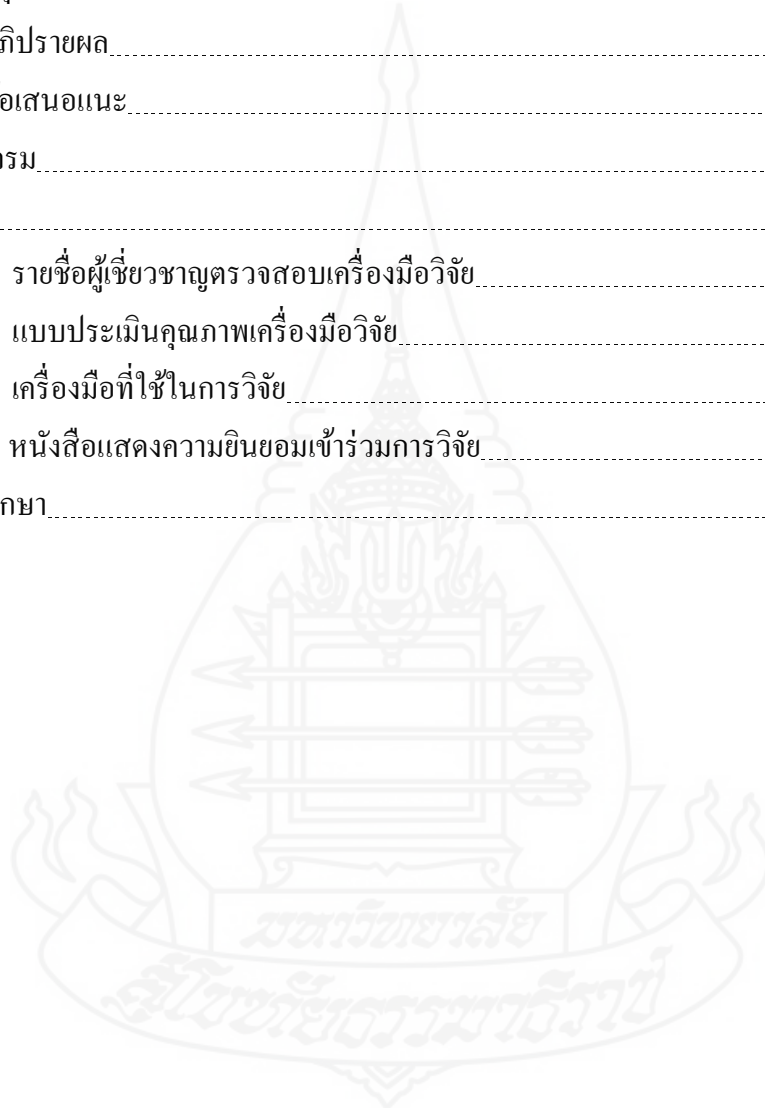 ภิปรายผล
อเสนอแนะ
รม
รายชื่อผู้เชี่ยวชาญตรวจสอบเครื่องมือวิจัย
แบบประเมินคุณภาพเครื่องมือวิจัย
เครื่องมือที่ใช้ในการวิจัย
หนังสือแสดงความยินยอมเข้าร่วมการวิจัย
กษา
มหาวิทยาลัย
สุโขทัยธรรมาธิราช